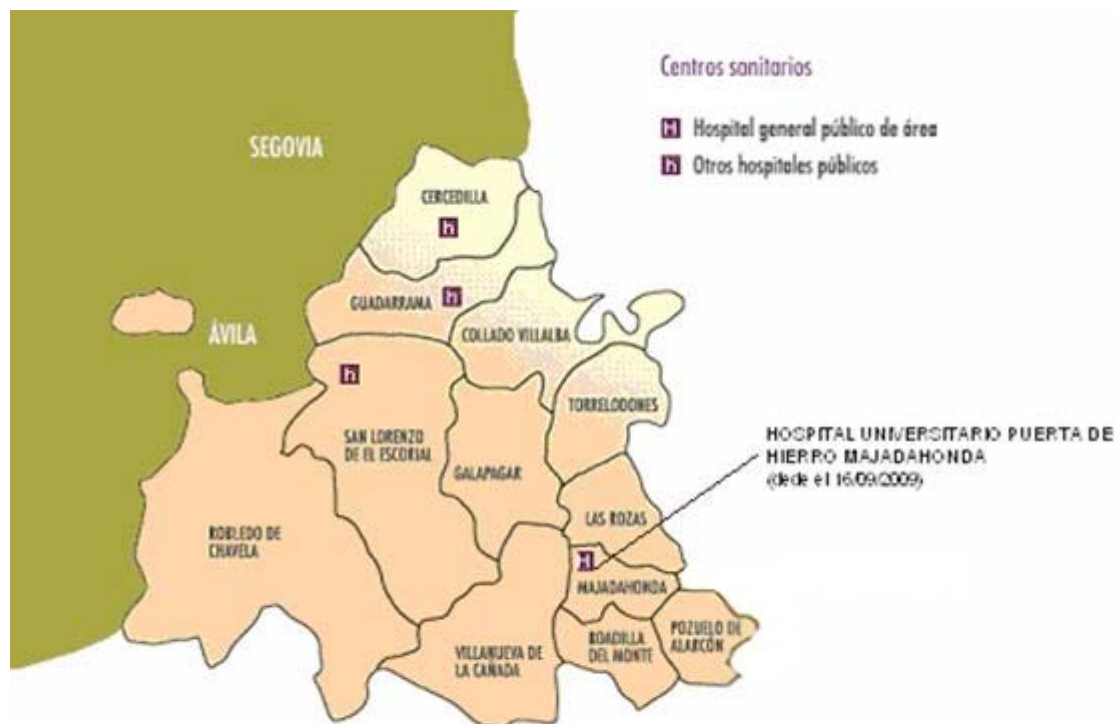 Centros sanitarios
H Hospital general público de área
h Otros hospitales públicos
SEGOVIA
CERCEDILLA
h
GUADARRAMA
h
ÁVILA
COLLADO VILLALBA
h
TORRELODONES
SAN LORENZO
DE EL ESCORIAL
GALAPAGAR
HOSPITAL UNIVERSITARIO PUERTA DE
HIERRO MAJADAHONDA
(dede el 16/09/2009)
LAS ROZAS
ROBLEDO DE
CHAVELA
H
MAJADAHONDA
VILLANUEVA DE
LA CAÑADA
BOADILLA
DEL MONTE
POZUELO DE
ALARCÓN